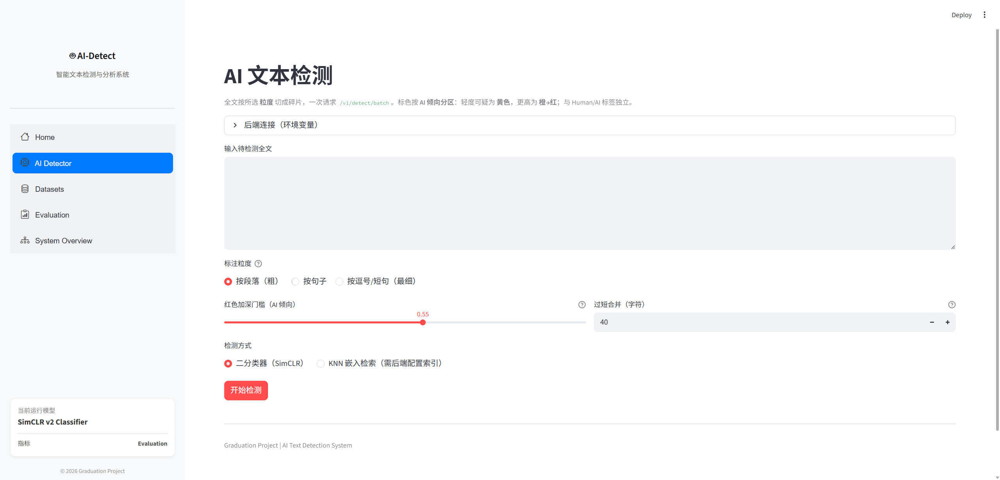 Deploy
AI-Detect
智能文本检测与分析系统
Home
AI Detector
Datasets
Evaluation
System Overview
当前运行模型
SimCLR v2 Classifier
指标 Evaluation
© 2026 Graduation Project
AI 文本检测
全文按所选 粒度 切成碎片，一次请求 /v1/detect/batch 。标色按 AI 倾向分区：轻度可疑为 黄色，更高为 橙→红；与 Human/AI 标签独立。
后端连接（环境变量）
输入待检测全文
标注粒度
按段落（粗） 按句子 按逗号/短句（最细）
红色加深门槛（AI 倾向）
0.55
过短合并（字符）
40
检测方式
二分类器（SimCLR） KNN 嵌入检索（需后端配置索引）
开始检测
Graduation Project | AI Text Detection System